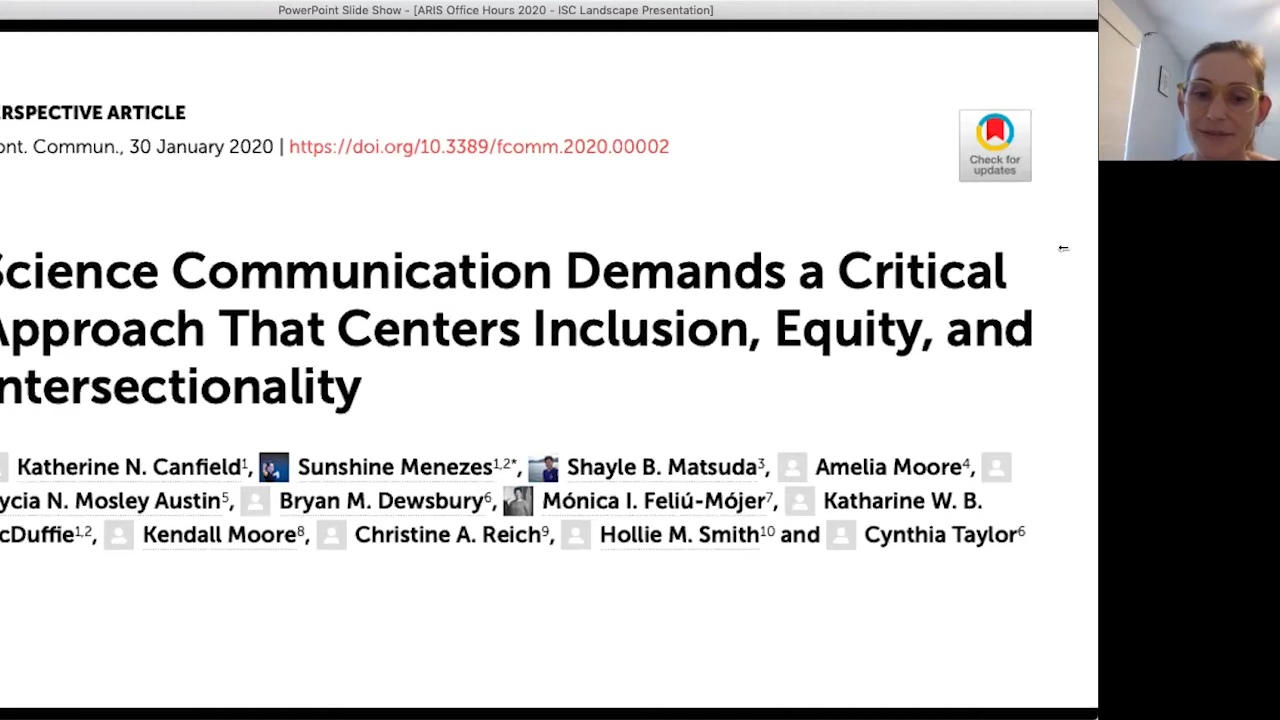 PowerPoint Slide Show - [ARIS Office Hours 2020 - ISC Landscape Presentation]
RSPECTIVE ARTICLE
ont. Commun., 30 January 2020 | https://doi.org/10.3389/fcomm.2020.00002
Check for
updates
Science Communication Demands a Critical
Approach That Centers Inclusion, Equity, and
ntersectionality
Katherine N. Canfield1, Sunshine Menezes1,2*, Shayle B. Matsuda3, Amelia Moore4,
ycia N. Mosley Austin5, Bryan M. Dewsbury6, Mónica I. Feliú-Mójer7, Katharine W. B.
cDuffie1,2, Kendall Moore8, Christine A. Reich9, Hollie M. Smith10 and Cynthia Taylor6